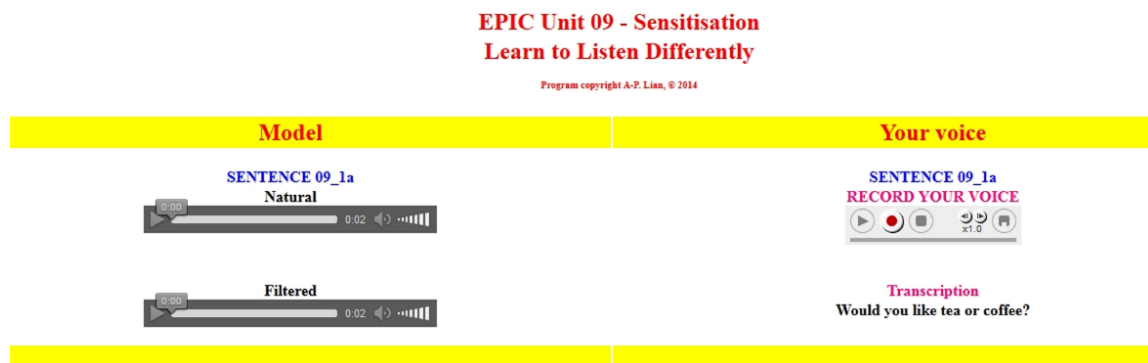 EPIC Unit 09 - Sensitisation
Learn to Listen Differently
Program copyright A-P. Lian, © 2014
Model
Your voice
SENTENCE 09_1a
Natural
0:00
0:02
SENTENCE 09_1a
RECORD YOUR VOICE
x1.0
Filtered
0:00
0:02
Transcription
Would you like tea or coffee?